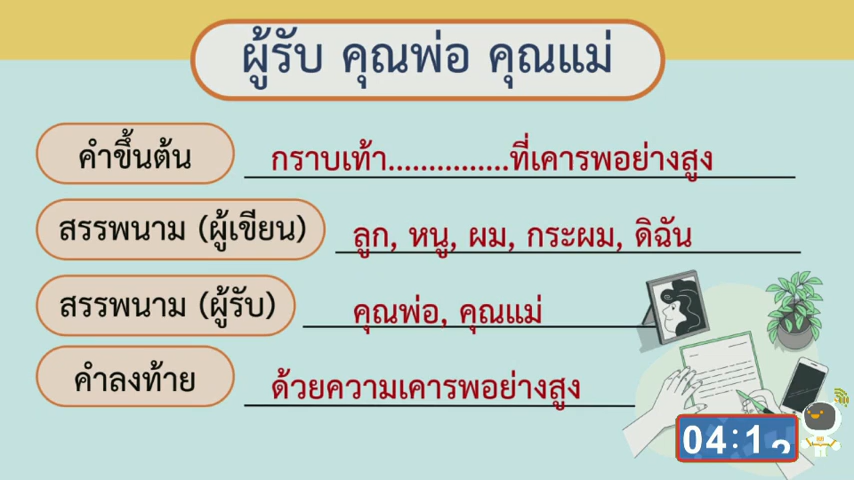 ผู้รับ คุณพ่อ คุณแม่
คำขึ้นต้น กราบเท้า...............ที่เคารพอย่างสูง
สรรพนาม (ผู้เขียน) ลูก, หนู, ผม, กระผม, ดิฉัน
สรรพนาม (ผู้รับ) คุณพ่อ, คุณแม่
คำลงท้าย ด้วยความเคารพอย่างสูง
04:1